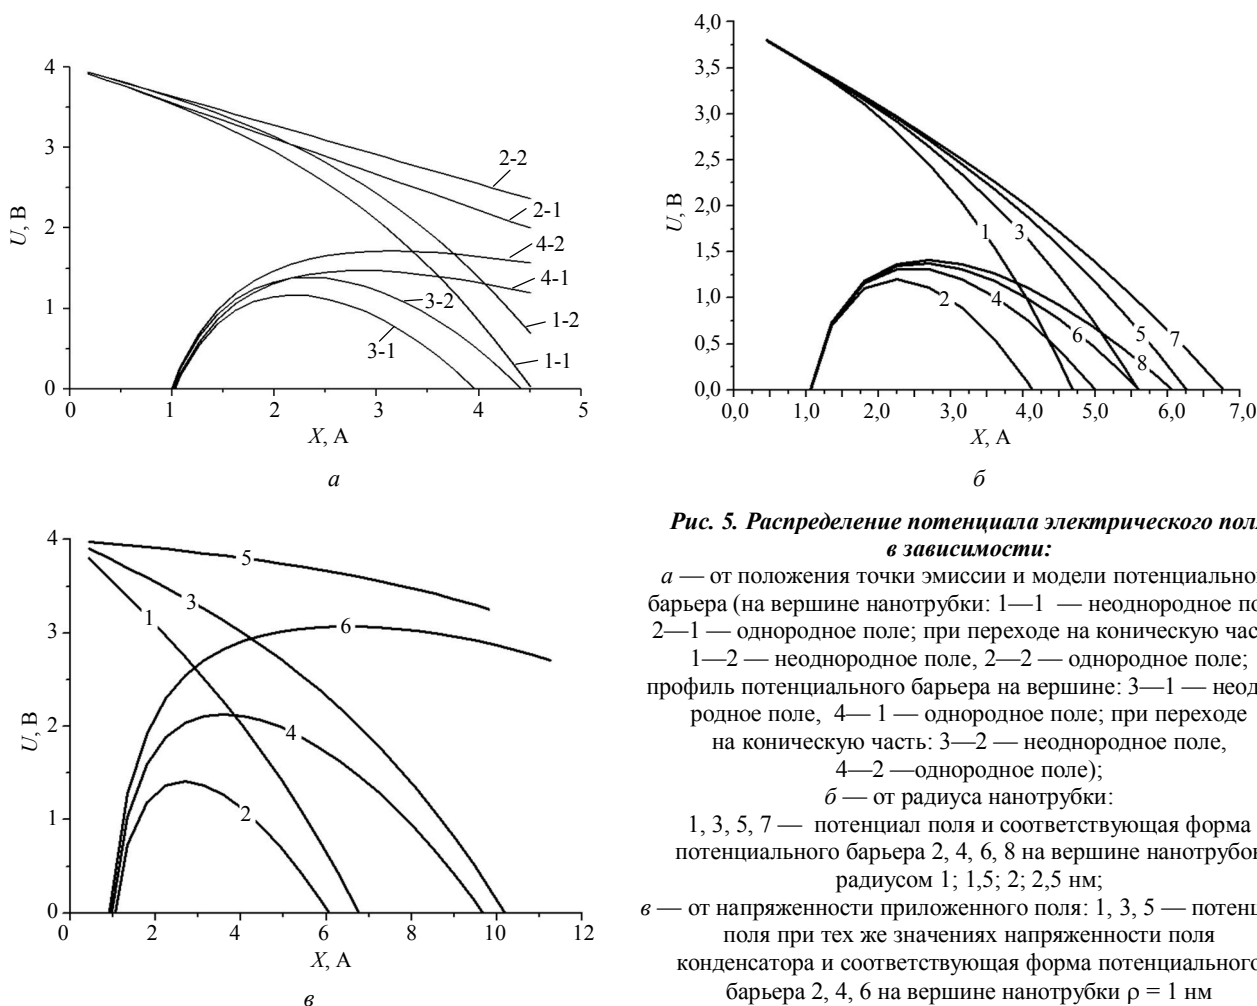 4
3
2
1
0
U, В
0
1
2
3
4
5
X, А
2-2
2-1
4-2
4-1
3-2
1-2
3-1
1-1
а
4,0
3,5
3,0
2,5
2,0
1,5
1,0
0,5
0,0
U, В
0,0
1,0
2,0
3,0
4,0
5,0
6,0
7,0
X, А
1
3
2
4
6
5
8
7
б
4
3
2
1
0
U, В
0
2
4
6
8
10
12
X, А
5
3
1
6
4
2
в
Рис. 5. Распределение потенциала электрического пол
в зависимости:
а — от положения точки эмиссии и модели потенциально
барьера (на вершине нанотрубки: 1—1 — неоднородное по
2—1 — однородное поле; при переходе на коническую час
1—2 — неоднородное поле, 2—2 — однородное поле;
профиль потенциального барьера на вершине: 3—1 — неод
родное поле, 4— 1 — однородное поле; при переходе
на коническую часть: 3—2 — неоднородное поле,
4—2 —однородное поле);
б — от радиуса нанотрубки:
1, 3, 5, 7 — потенциал поля и соответствующая форма
потенциального барьера 2, 4, 6, 8 на вершине нанотрубок
радиусом 1; 1,5; 2; 2,5 нм;
в — от напряженности приложенного поля: 1, 3, 5 — потенц
поля при тех же значениях напряженности поля
конденсатора и соответствующая форма потенциального
барьера 2, 4, 6 на вершине нанотрубки ρ = 1 нм